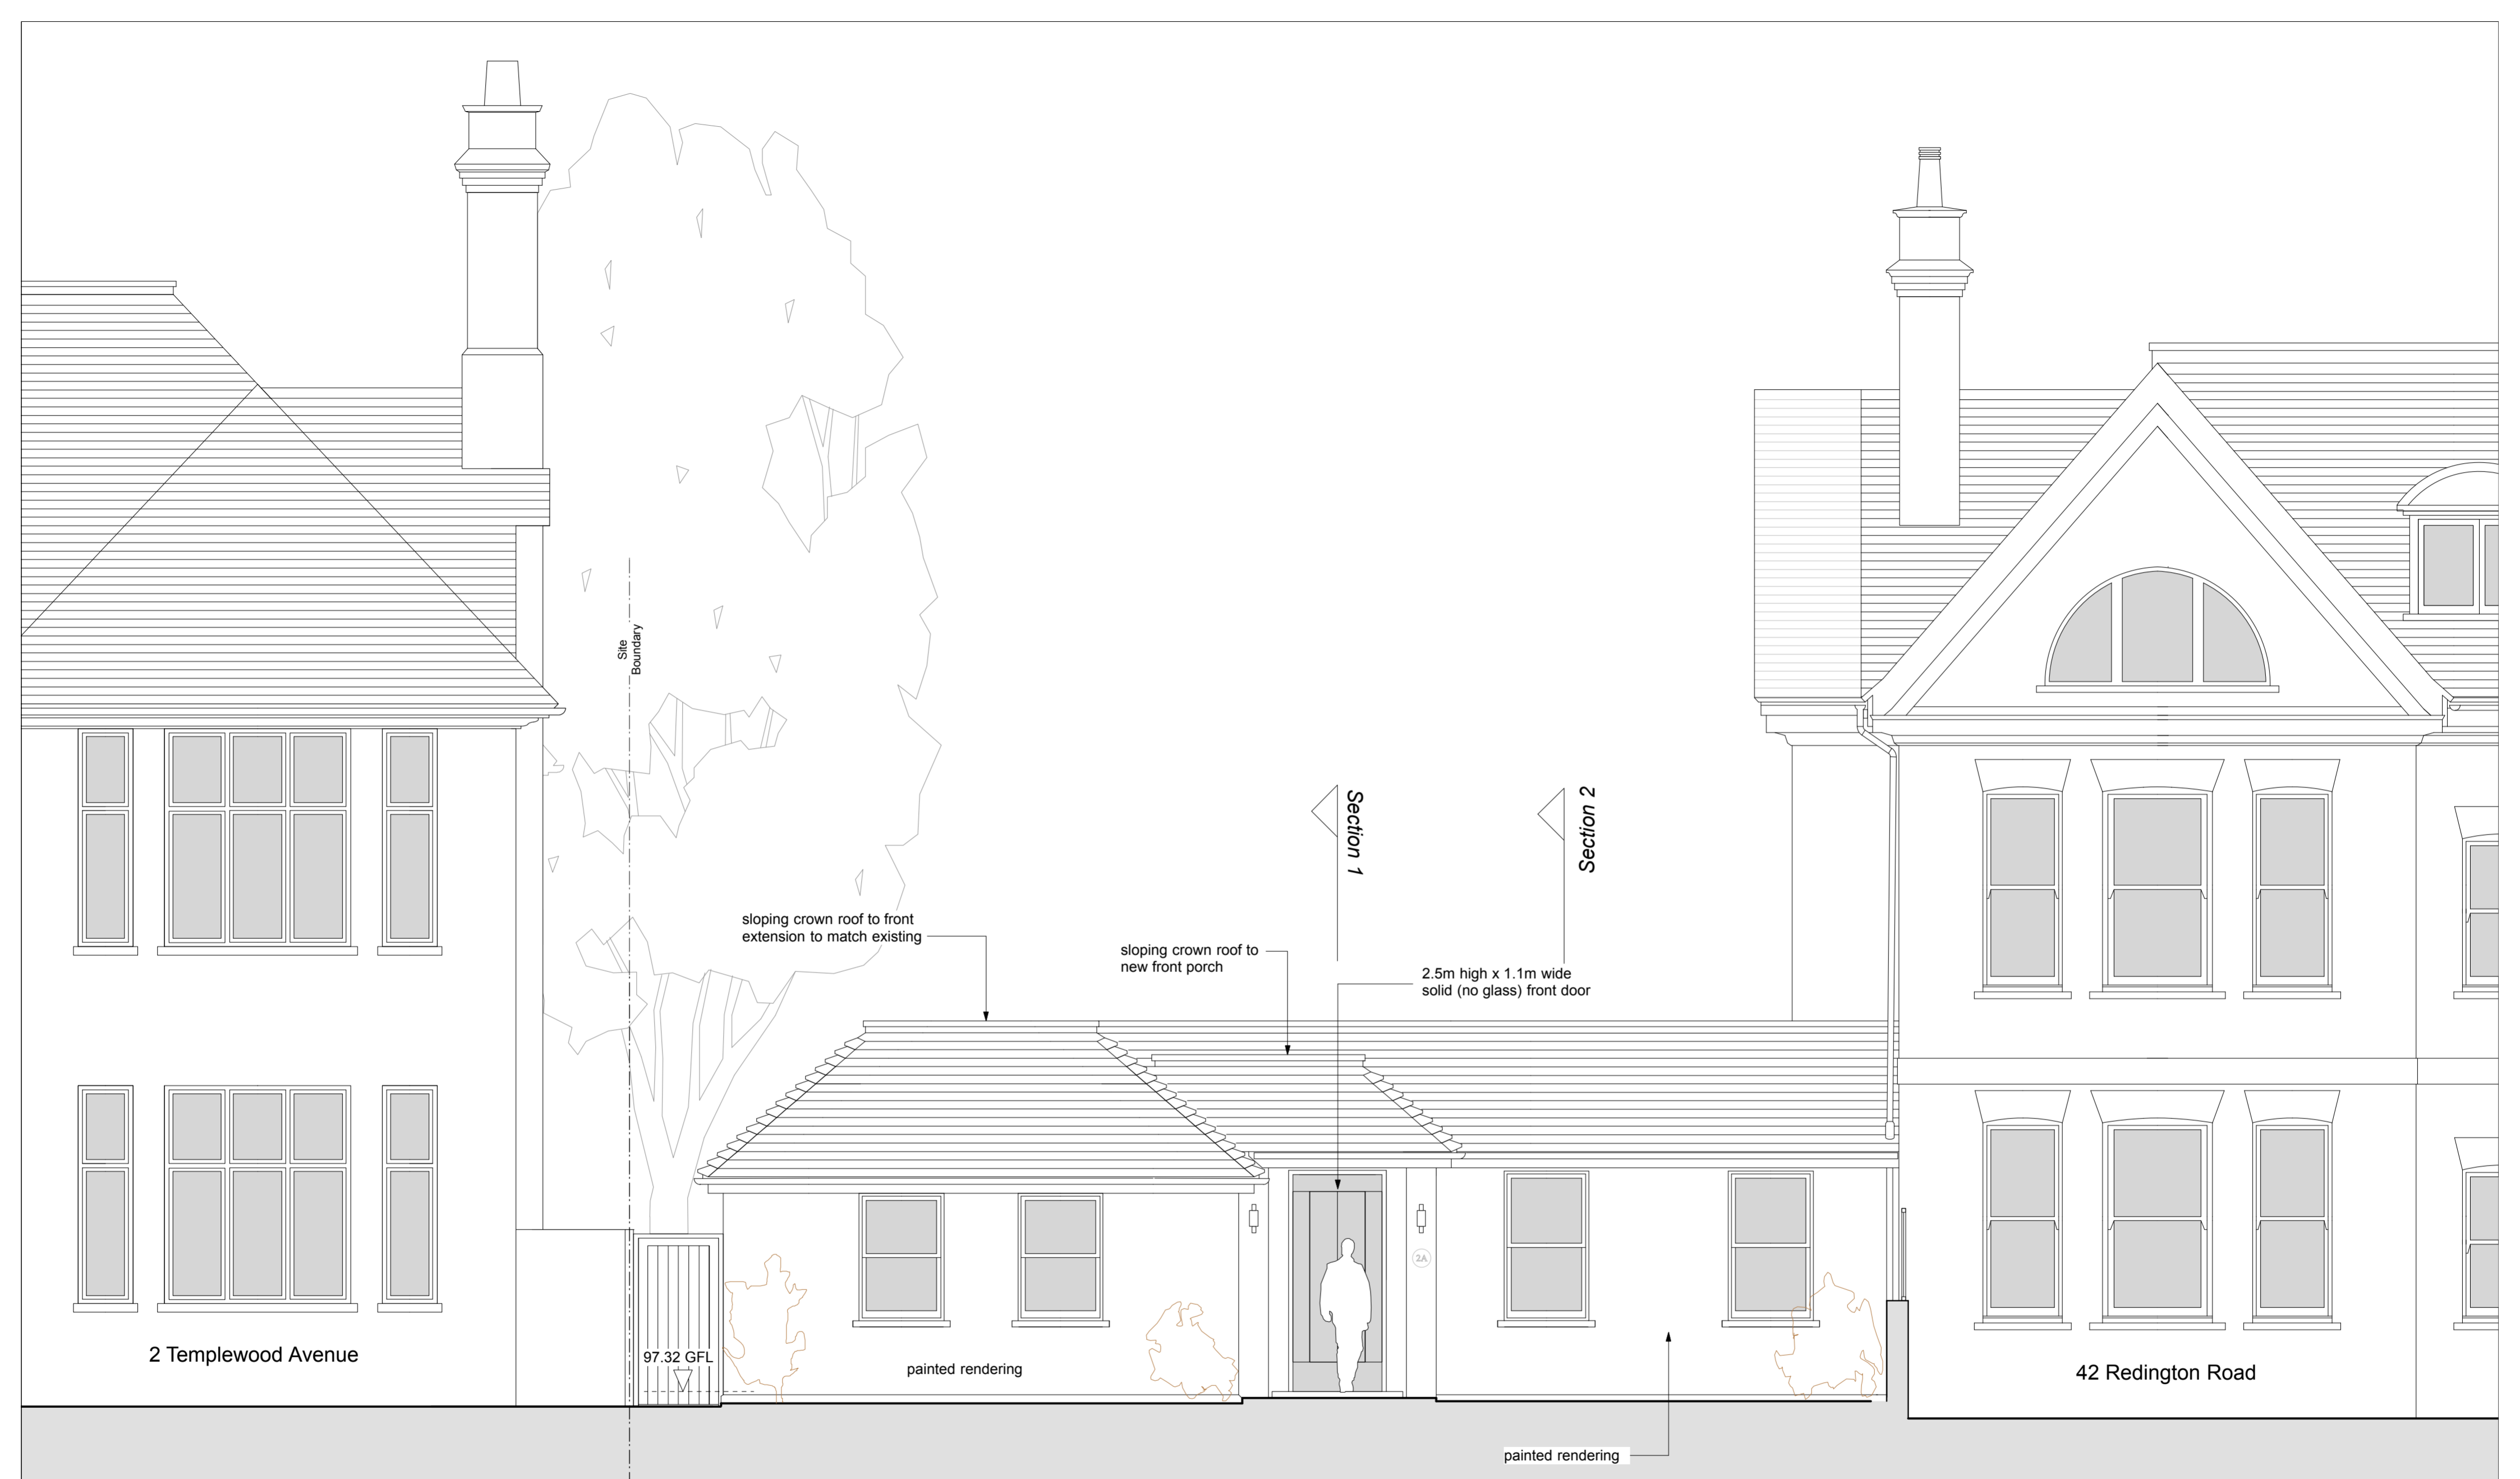 Site
Boundary
Section 1
Section 2
sloping crown roof to front
extension to match existing
sloping crown roof to
new front porch
2.5m high x 1.1m wide
solid (no glass) front door
2A
2 Templewood Avenue
97.32 GFL
painted rendering
42 Redington Road
painted rendering